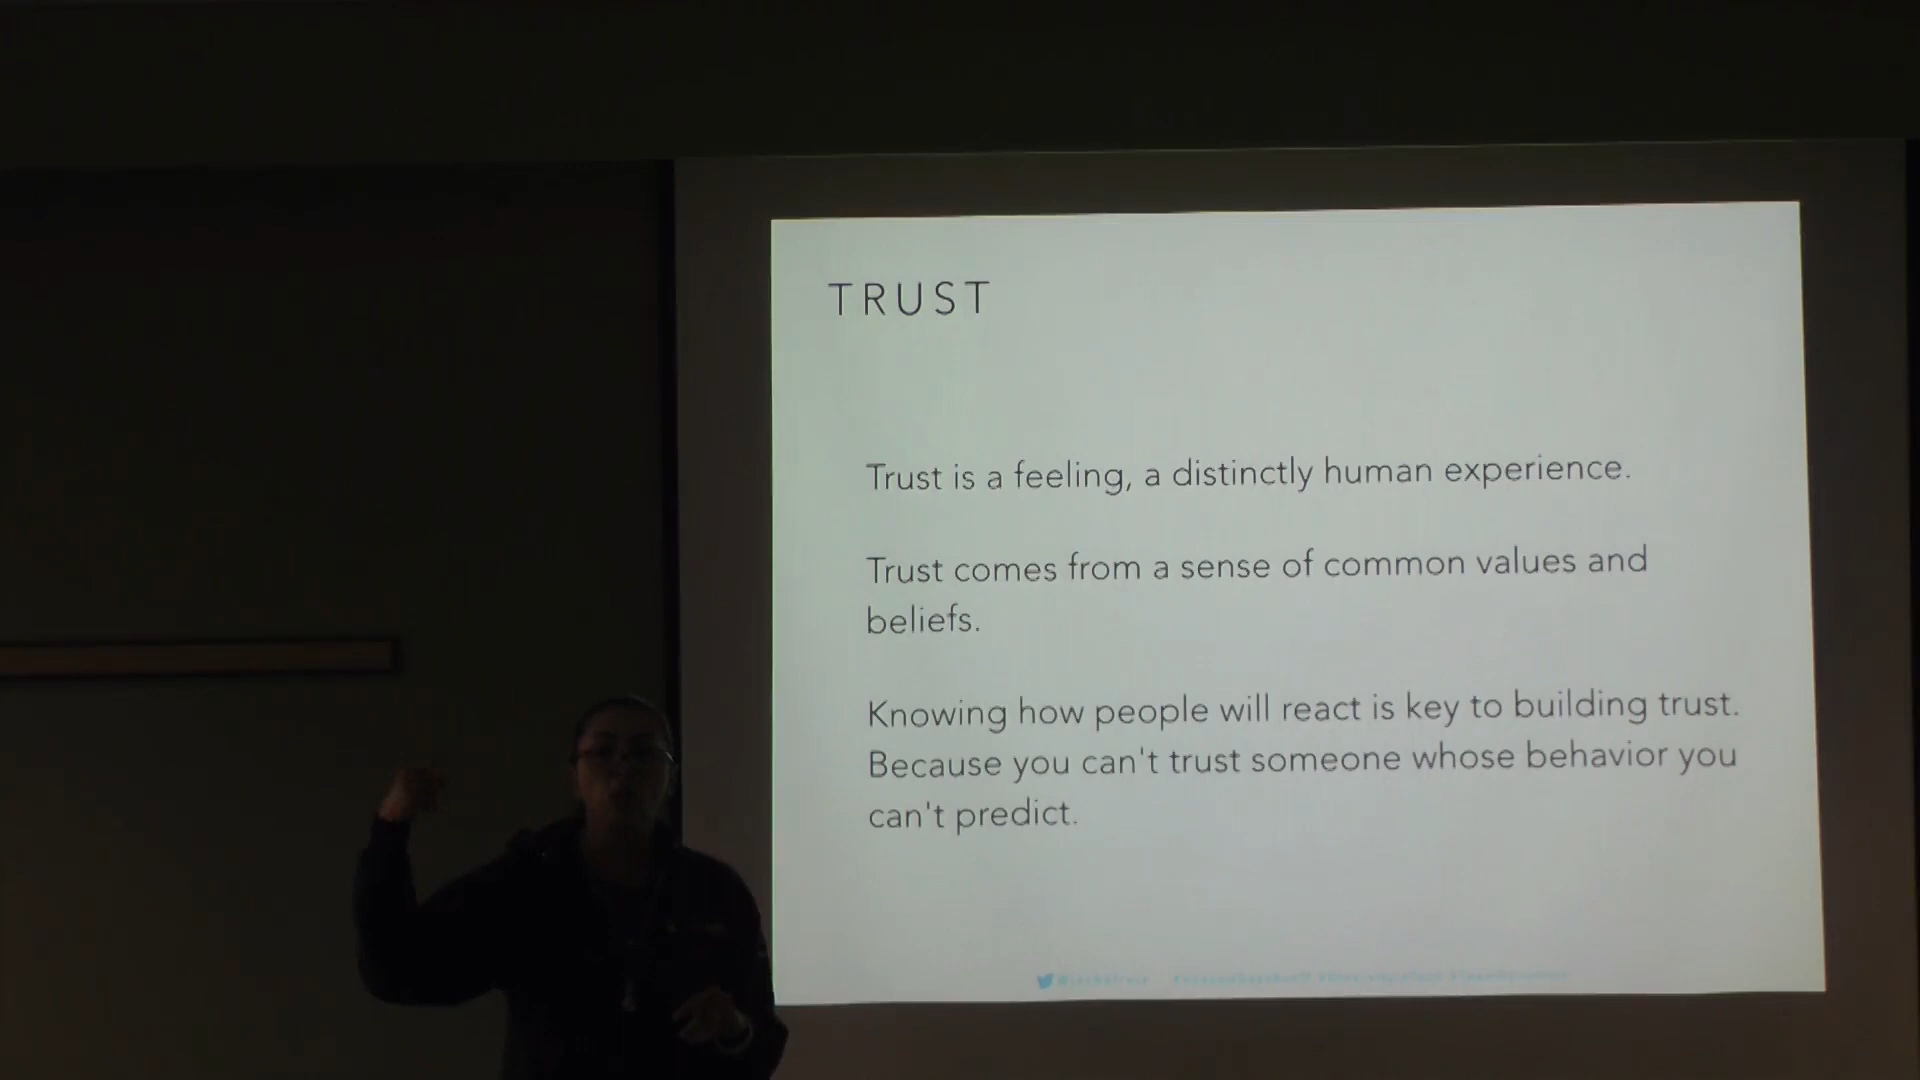 TRUST
Trust is a feeling, a distinctly human experience.
Trust comes from a sense of common values and
beliefs.
Knowing how people will react is key to building trust.
Because you can't trust someone whose behavior you
can't predict.